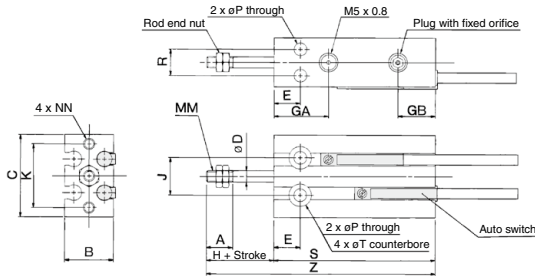 2 x øP through
M5 x 0.8
Rod end nut
Plug with fixed orifice
R
E
GA
GB
4 x NN
MM
øD
C
K
J
B
A
E
2 x øP through
Auto switch
H + Stroke
S
4 x øT counterbore
Z